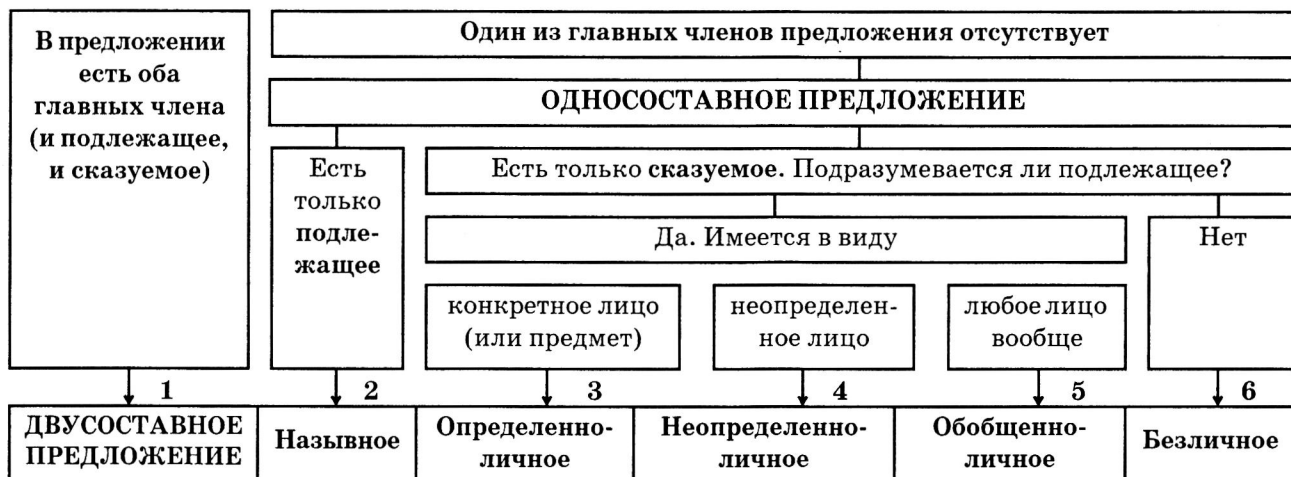 В предложении
есть оба
главных члена
(и подлежащее,
и сказуемое)
Один из главных членов предложения отсутствует
ОДНОСОСТАВНОЕ ПРЕДЛОЖЕНИЕ
Есть
только
подле-
жащее
Есть только сказуемое. Подразумевается ли подлежащее?
Да. Имеется в виду
Нет
конкретное лицо
(или предмет)
неопределен-
ное лицо
любое лицо
вообще
1
2
3
4
5
6
ДВУСОСТАВНОЕ
ПРЕДЛОЖЕНИЕ
Назывное
Определенно-
личное
Неопределенно-
личное
Обобщенно-
личное
Безличное